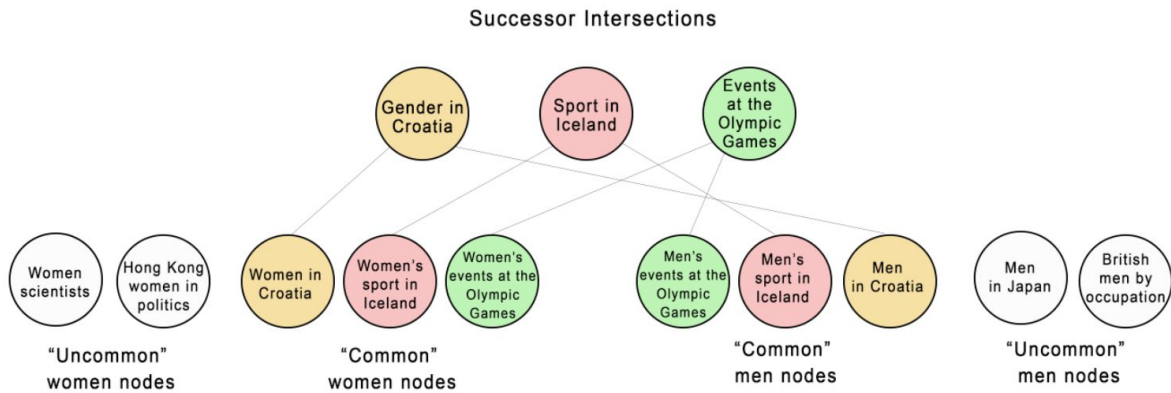 Successor Intersections
Gender in
Croatia
Sport in
Iceland
Events
at the
Olympic
Games
Women
scientists
Hong Kong
women in
politics
Women in
Croatia
Women's
sport in
Iceland
Women's
events at the
Olympic
Games
Men's
events at the
Olympic
Games
Men's
sport in
Iceland
Men
in Croatia
Men
in Japan
British
men by
occupation
“Uncommon”
women nodes
“Common”
women nodes
“Common”
men nodes
“Uncommon”
men nodes